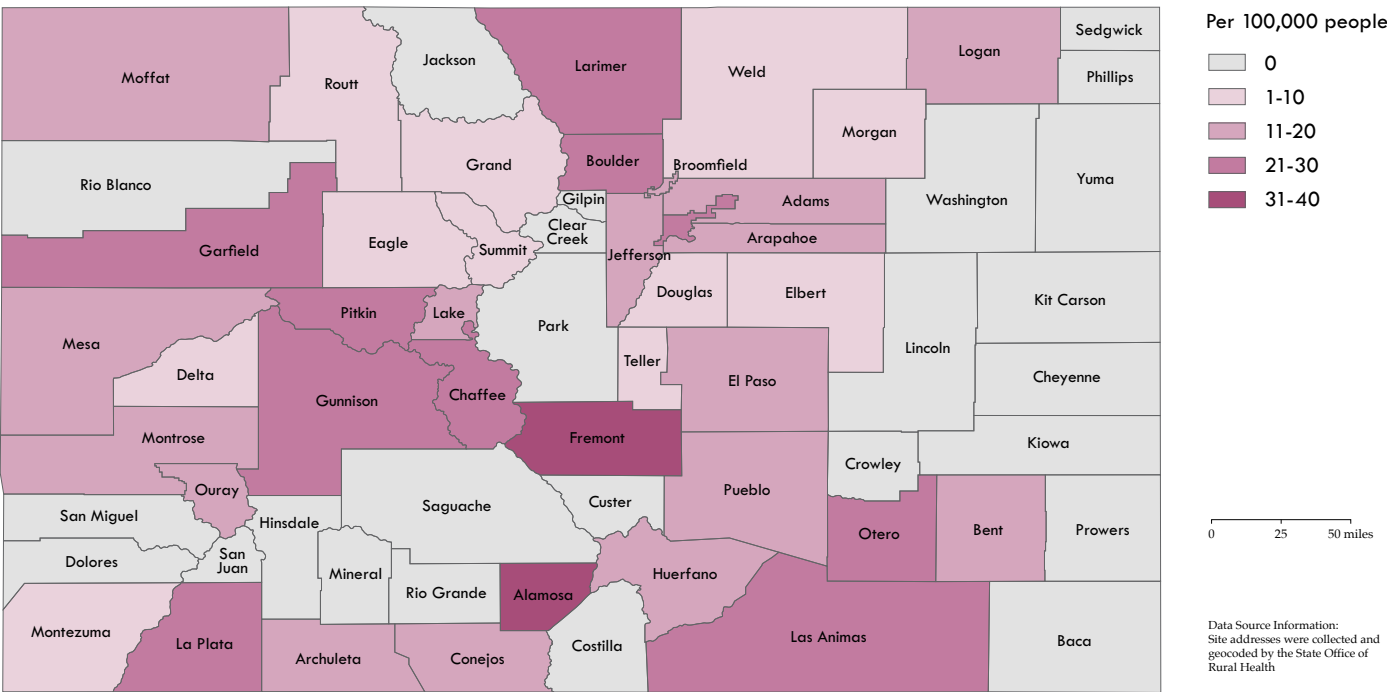 Per 100,000 people
0
1-10
11-20
21-30
31-40
Sedgwick
Jackson
Logan
Larimer
Weld
Moffat
Phillips
Routt
Morgan
Boulder
Broomfield
Grand
Yuma
Rio Blanco
Gilpin
Adams
Washington
Clear
Creek
Arapahoe
Eagle
Summit
Garfield
Jefferson
Douglas
Elbert
Kit Carson
Pitkin
Lake
Park
Mesa
Lincoln
Teller
Delta
Cheyenne
El Paso
Chaffee
Gunnison
Montrose
Fremont
Kiowa
Crowley
Ouray
Pueblo
Saguache
Custer
San Miguel
Hinsdale
Otero
Bent
Prowers
San
Juan
Dolores
Mineral
Huerfano
Rio Grande
Alamosa
Montezuma
La Plata
Las Animas
Costilla
Baca
Archuleta
Conejos
0 25 50 miles
Data Source Information:
Site addresses were collected and
geocoded by the State Office of
Rural Health